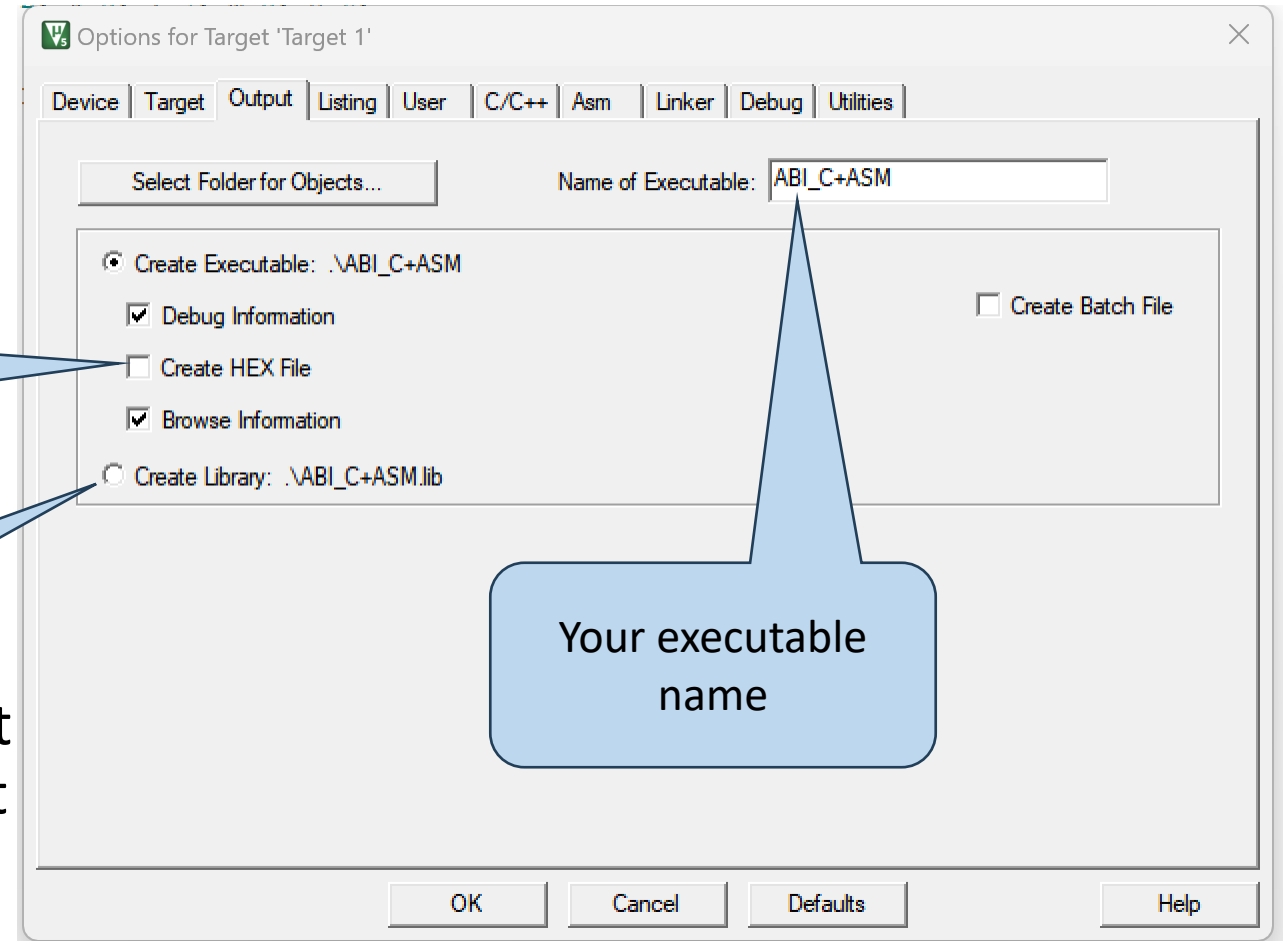 Options for Target 'Target 1'
Device Target Output Listing User C/C++ Asm Linker Debug Utilities
Select Folder for Objects... Name of Executable: ABI_C+ASM
Create Executable: .\ABI_C+ASM
Debug Information
Create Batch File
Create HEX File
Browse Information
Create Library: .\ABI_C+ASM.lib
Your executable
name
t
t
OK Cancel Defaults Help